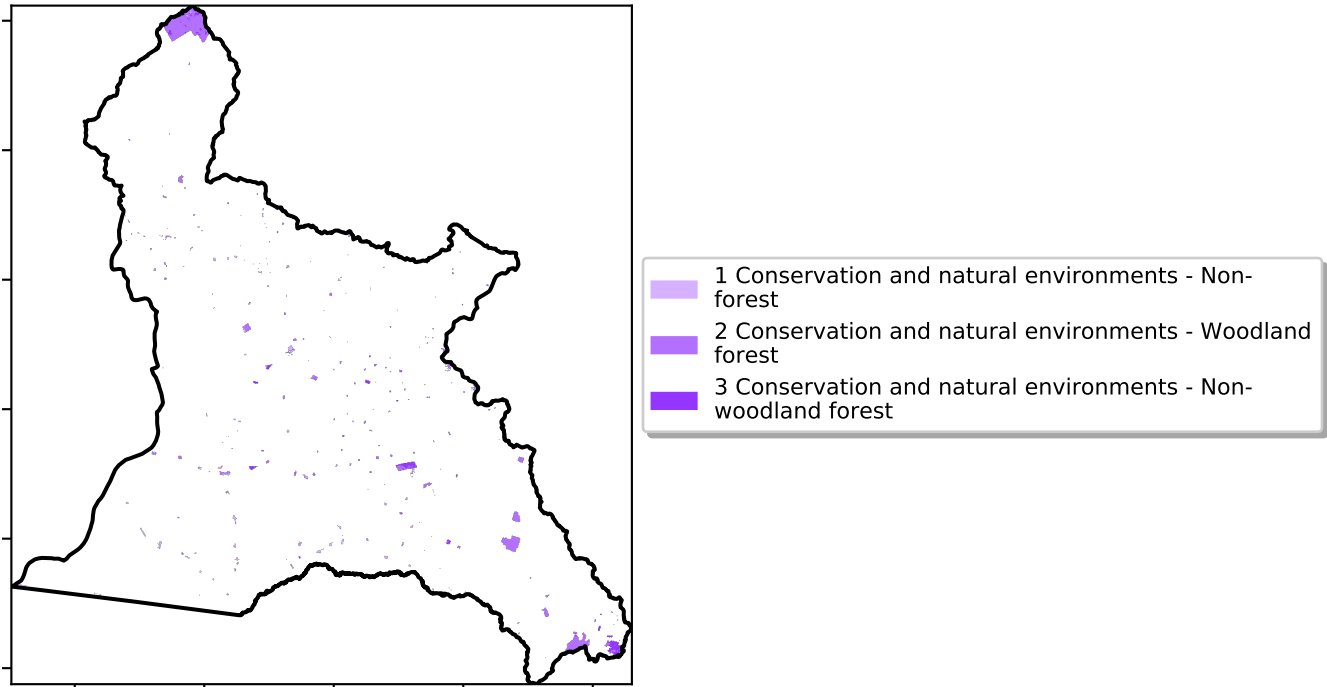 1 Conservation and natural environments - Non-
forest
2 Conservation and natural environments - Woodland
forest
3 Conservation and natural environments - Non-
woodland forest